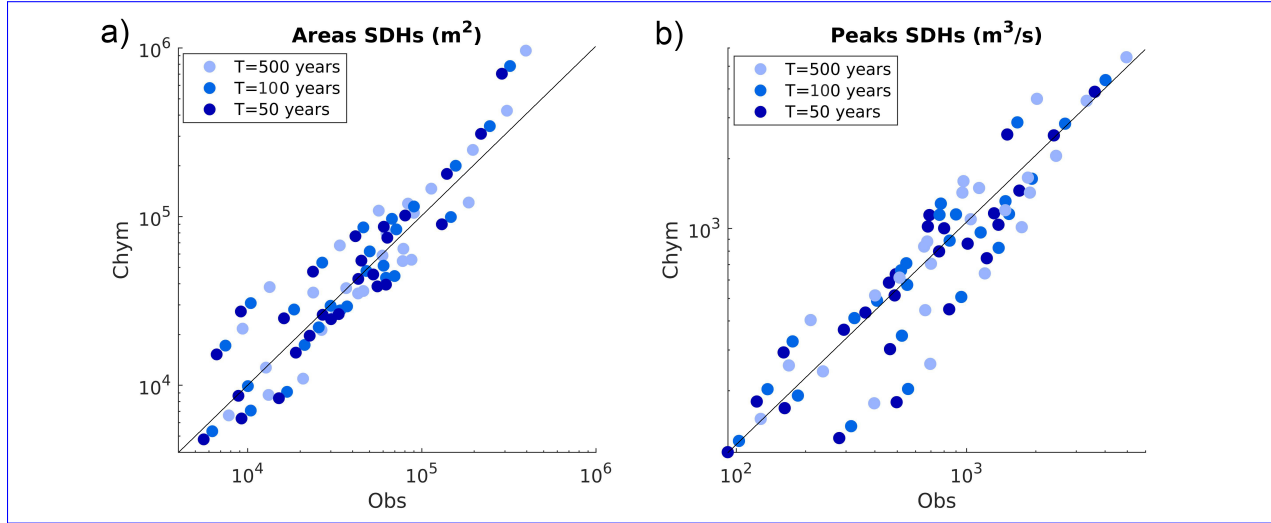 a)
Areas SDHs (m²)
10⁶
T=500 years
T=100 years
T=50 years
10⁵
Chym
10⁴
10⁴
10⁵
10⁶
Obs
b)
Peaks SDHs (m³/s)
T=500 years
T=100 years
T=50 years
10³
Chym
10²
10³
Obs